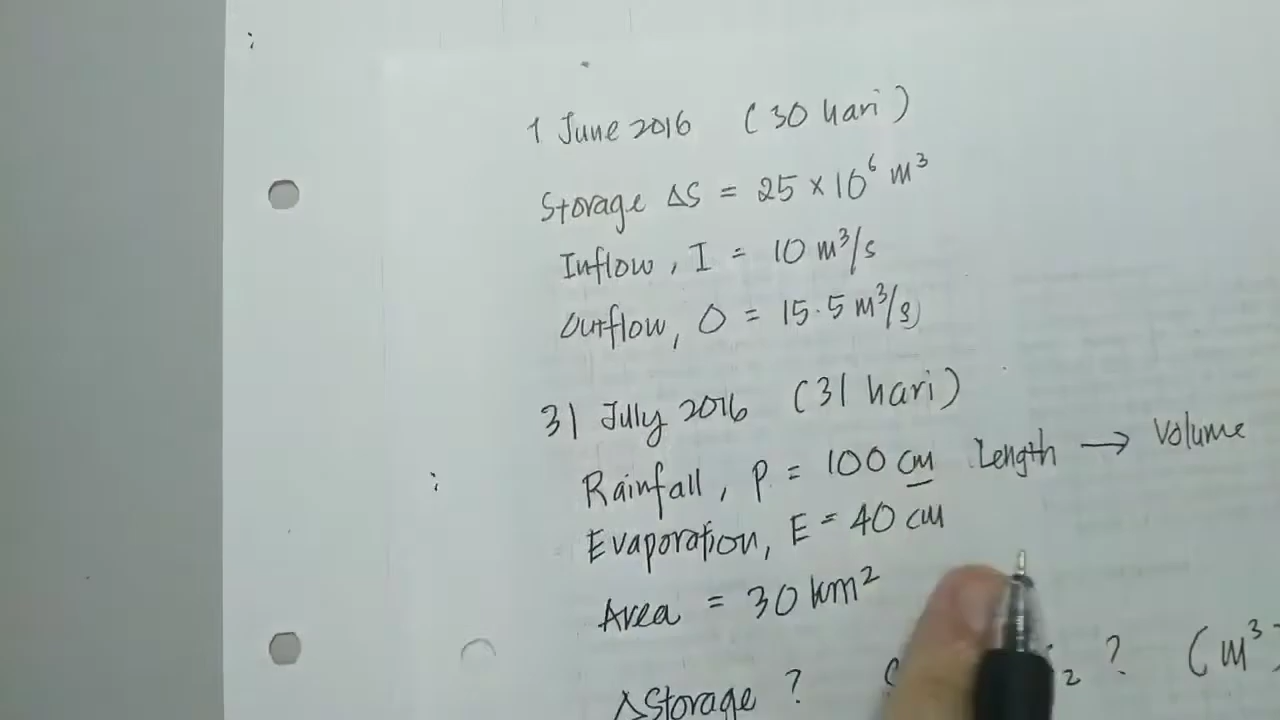 1 June 2016 (30 hari)
Storage ΔS = 25 × 10⁶ m³
Inflow, I = 10 m³/s
Outflow, O = 15.5 m³/s
31 July 2016 (31 hari)
Rainfall, P = 100 cm Length → Volume
Evaporation, E = 40 cm
Area = 30 km²
ΔStorage ? ₂ ? (m³)